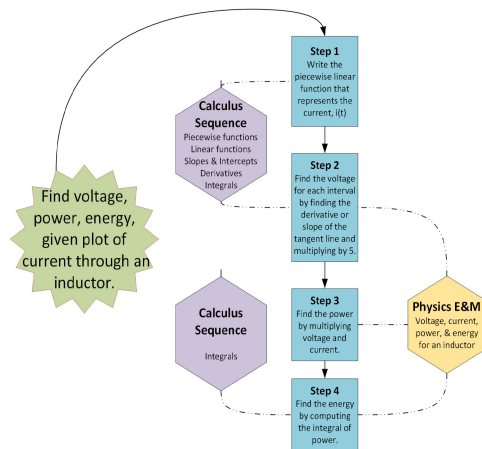 Step 1
Write the
piecewise linear
function that
represents the
current, i(t)
Calculus
Sequence
Piecewise functions
Linear functions
Slopes & Intercepts
Derivatives
Integrals
Step 2
Find the voltage
for each interval
by finding the
derivative or
slope of the
tangent line and
multiplying by 5.
Find voltage,
power, energy,
given plot of
current through an
inductor.
Step 3
Find the power
by multiplying
voltage and
current.
Calculus
Sequence
Integrals
Physics E&M
Voltage, current,
power, & energy
for an inductor
Step 4
Find the energy
by computing
the integral of
power.